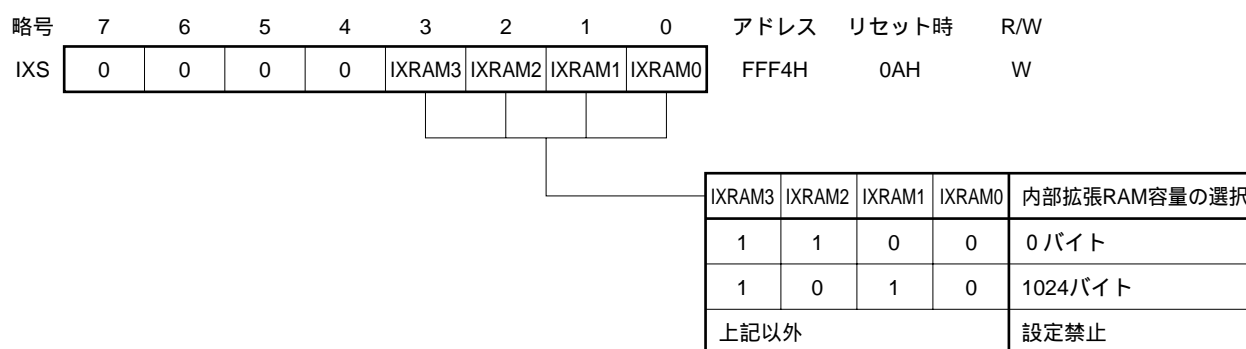 略号 7 6 5 4 3 2 1 0 アドレス リセット時 R/W
IXS 0 0 0 0 IXRAM3 IXRAM2 IXRAM1 IXRAM0 FFF4H 0AH W
IXRAM3 IXRAM2 IXRAM1 IXRAM0 内部拡張RAM容量の選択
1 1 0 0 0バイト
1 0 1 0 1024バイト
上記以外 設定禁止